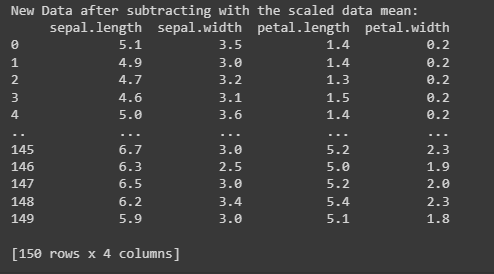 New Data after subtracting with the scaled data mean:
sepal.length sepal.width petal.length petal.width
0 5.1 3.5 1.4 0.2
1 4.9 3.0 1.4 0.2
2 4.7 3.2 1.3 0.2
3 4.6 3.1 1.5 0.2
4 5.0 3.6 1.4 0.2
.. ... ... ... ...
145 6.7 3.0 5.2 2.3
146 6.3 2.5 5.0 1.9
147 6.5 3.0 5.2 2.0
148 6.2 3.4 5.4 2.3
149 5.9 3.0 5.1 1.8
[150 rows x 4 columns]